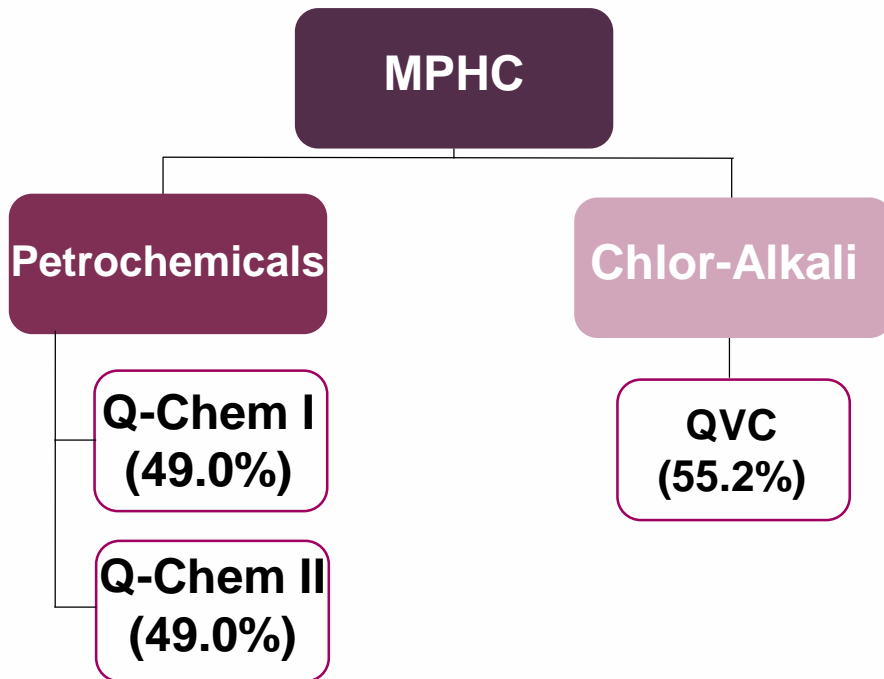 MPHC
Petrochemicals
Chlor-Alkali
Q-Chem I
(49.0%)
QVC
(55.2%)
Q-Chem II
(49.0%)